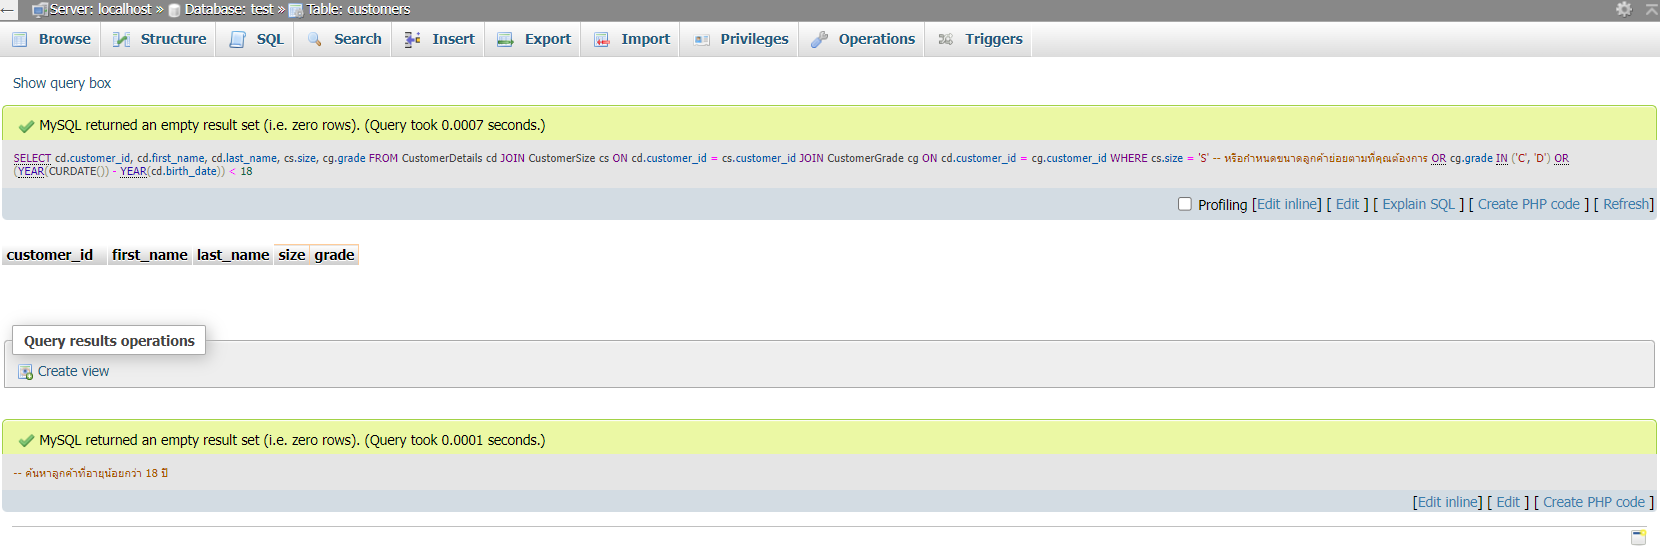 Server: localhost » Database: test » Table: customers
Browse Structure SQL Search Insert Export Import Privileges Operations Triggers
Show query box
MySQL returned an empty result set (i.e. zero rows). (Query took 0.0007 seconds.)
SELECT cd.customer_id, cd.first_name, cd.last_name, cs.size, cg.grade FROM CustomerDetails cd JOIN CustomerSize cs ON cd.customer_id = cs.customer_id JOIN CustomerGrade cg ON cd.customer_id = cg.customer_id WHERE cs.size = 'S' -- หรือกำหนดขนาดลูกค้าย่อยตามที่คุณต้องการ OR cg.grade IN ('C', 'D') OR
(YEAR(CURDATE()) - YEAR(cd.birth_date)) < 18
Profiling [Edit inline] [ Edit ] [ Explain SQL ] [ Create PHP code ] [ Refresh]
customer_id first_name last_name size grade
Query results operations
Create view
MySQL returned an empty result set (i.e. zero rows). (Query took 0.0001 seconds.)
-- ค้นหาลูกค้าที่อายุน้อยกว่า 18 ปี
[Edit inline] [ Edit ] [ Create PHP code ]